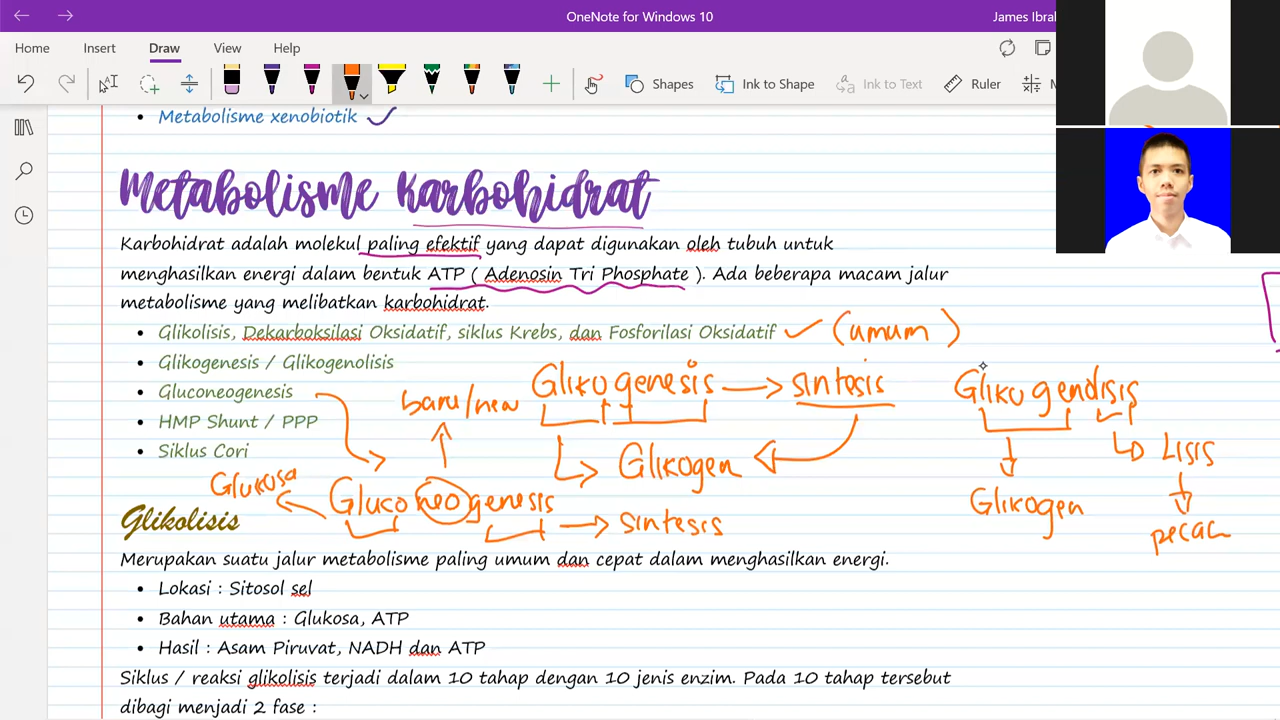 OneNote for Windows 10
James Ibrah
Home Insert Draw View Help
Shapes Ink to Shape Ink to Text Ruler M
Metabolisme xenobiotik
Metabolisme Karbohidrat
Karbohidrat adalah molekul paling efektif yang dapat digunakan oleh tubuh untuk
menghasilkan energi dalam bentuk ATP ( Adenosin Tri Phosphate ). Ada beberapa macam jalur
metabolisme yang melibatkan karbohidrat.
Glikolisis, Dekarboksilasi Oksidatif, siklus Krebs, dan Fosforilasi Oksidatif (umum)
Glikogenesis / Glikogenolisis
Gluconeogenesis
HMP Shunt / PPP
Siklus Cori
baru/new
Glikogenesis sintesis
Glikogen
Glikogenolisis
Lisis
Glikogen
pecah
Glukosa
Gluconeogenesis
sintesis
Glikolisis
Merupakan suatu jalur metabolisme paling umum dan cepat dalam menghasilkan energi.
Lokasi : Sitosol sel
Bahan utama : Glukosa, ATP
Hasil : Asam Piruvat, NADH dan ATP
Siklus / reaksi glikolisis terjadi dalam 10 tahap dengan 10 jenis enzim. Pada 10 tahap tersebut
dibagi menjadi 2 fase :